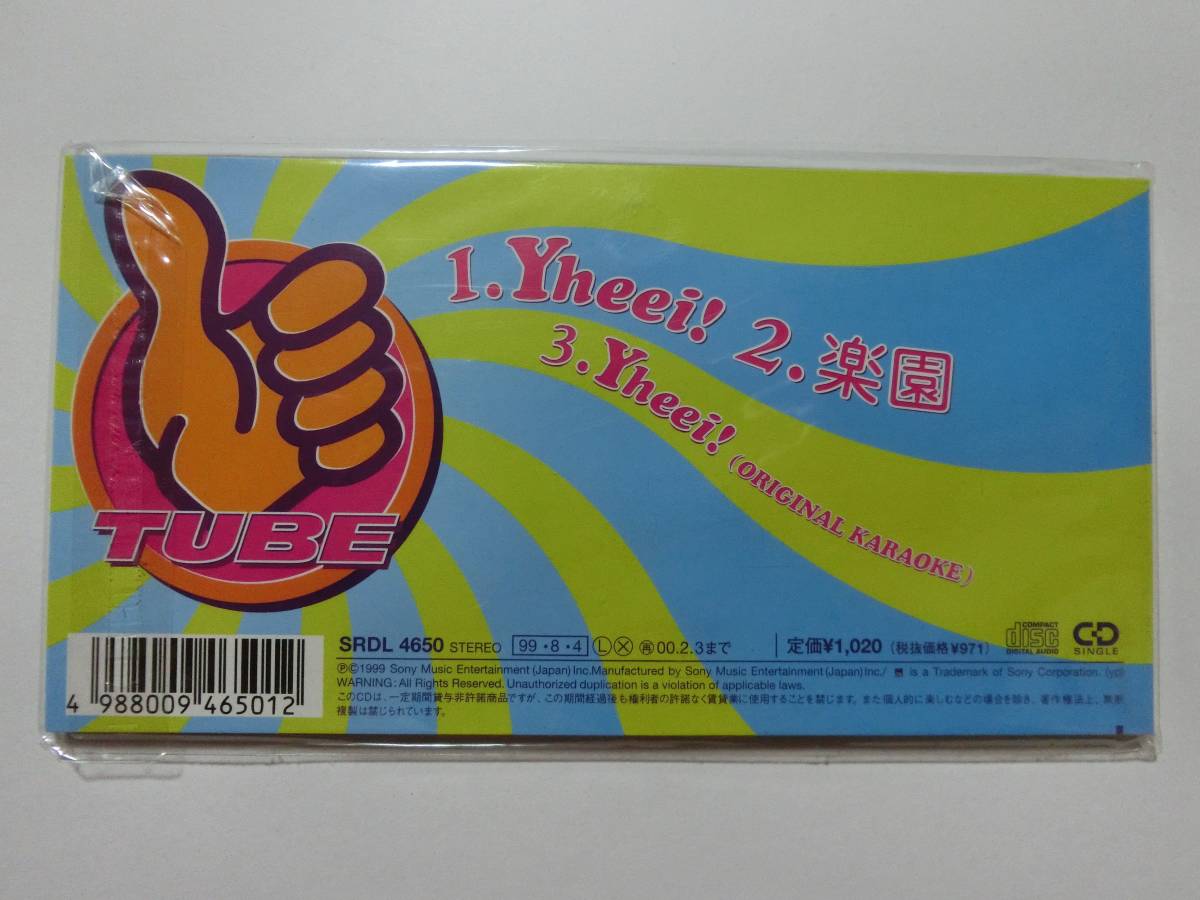 1.Yheei! 2.楽園
3.Yheei! (ORIGINAL KARAOKE)
TUBE
SRDL 4650 STEREO 99・8・4 Ⓛ Ⓧ 再00.2.3まで 定価¥1,020 (税抜価格¥971) COMPACT disc DIGITAL AUDIO CD SINGLE
ⓅⒸ1999 Sony Music Entertainment (Japan) Inc.Manufactured by Sony Music Entertainment (Japan) Inc./ is a Trademark of Sony Corporation. (yd)
WARNING: All Rights Reserved. Unauthorized duplication is a violation of applicable laws.
このCDは、一定期間貸与非許諾商品ですが、この期間経過後も権利者の許諾なく賃貸業に使用することを禁じます。また個人的に楽しむなどの場合を除き、著作権法上、無断
複製は禁じられています。
4 988009 465012